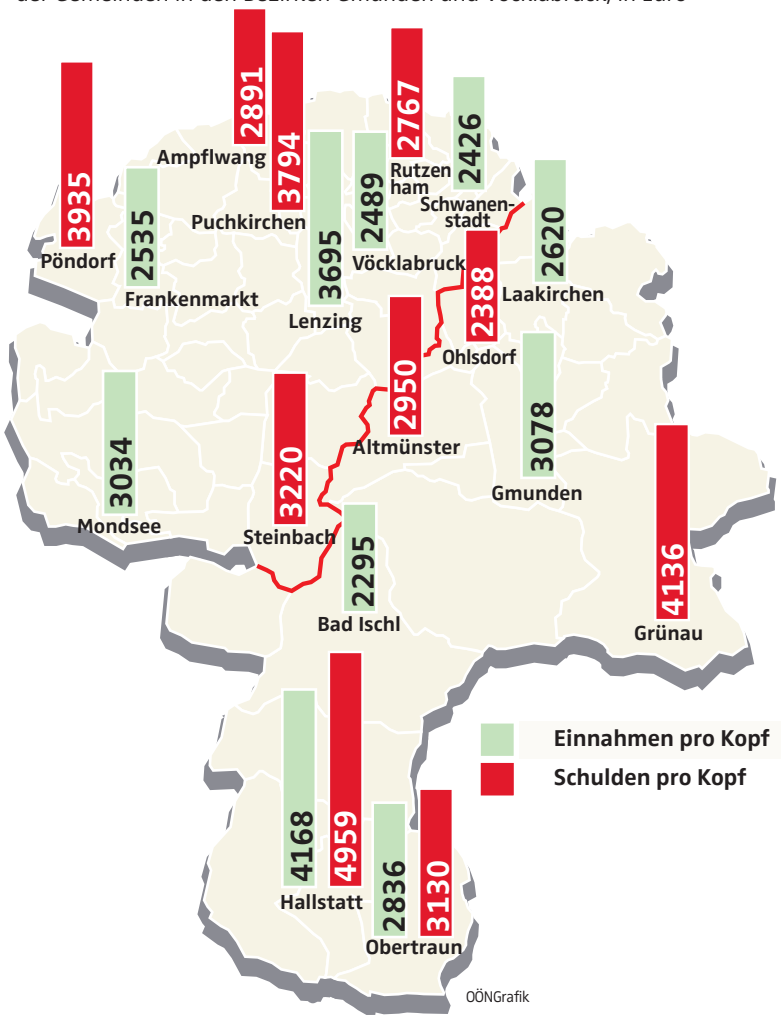 der Gemeinden in den Bezirken Gmunden und Vöcklabruck, in Euro
2891
Ampflwang
3794
Puchkirchen
2767
Rutzen
ham
2426
Schwanen-
stadt
3935
Pöndorf
2535
Frankenmarkt
3695
Lenzing
2489
Vöcklabruck
2388
Ohlsdorf
2620
Laakirchen
3034
Mondsee
3220
Steinbach
2950
Altmünster
3078
Gmunden
2295
Bad Ischl
4136
Grünau
Einnahmen pro Kopf
Schulden pro Kopf
4168
4959
Hallstatt
2836
3130
Obertraun
OÖNGrafik